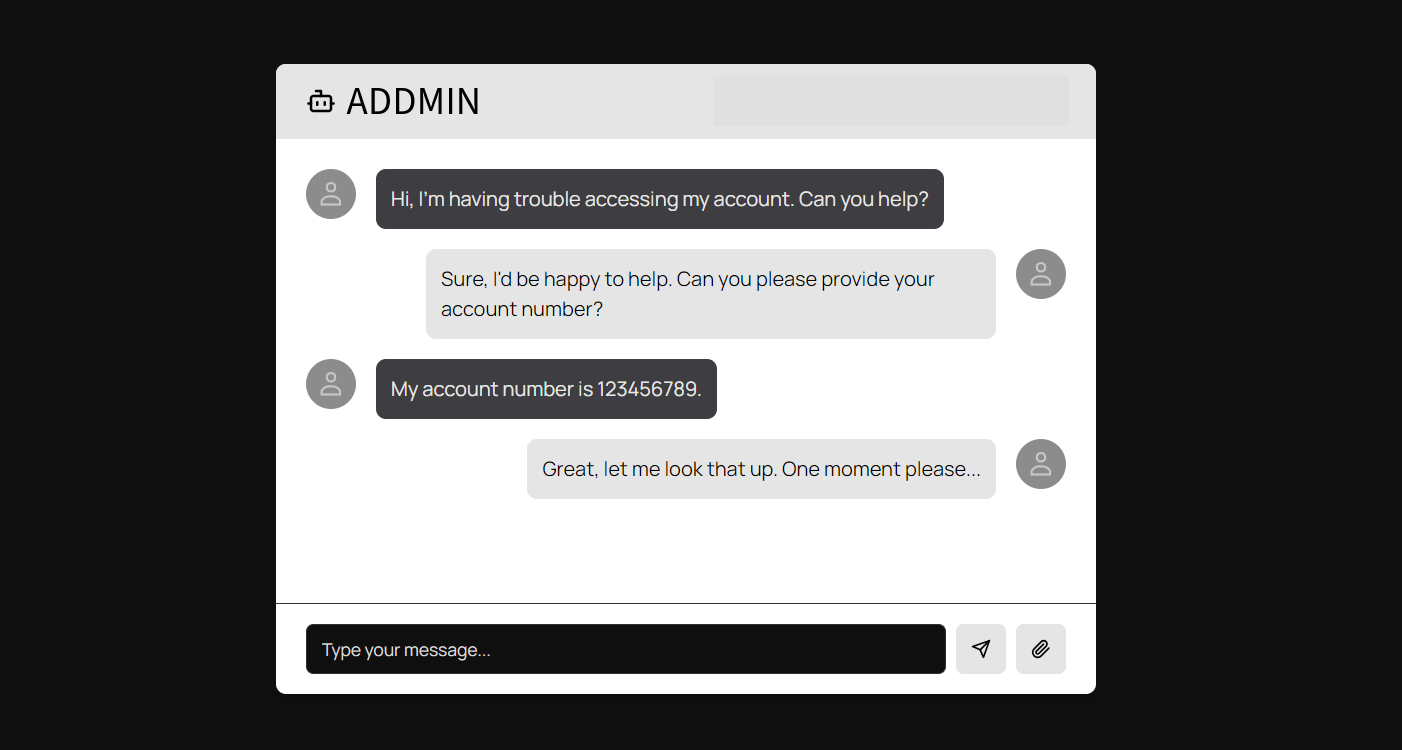 ADDMIN
Hi, I'm having trouble accessing my account. Can you help?
Sure, I'd be happy to help. Can you please provide your
account number?
My account number is 123456789.
Great, let me look that up. One moment please...
Type your message...